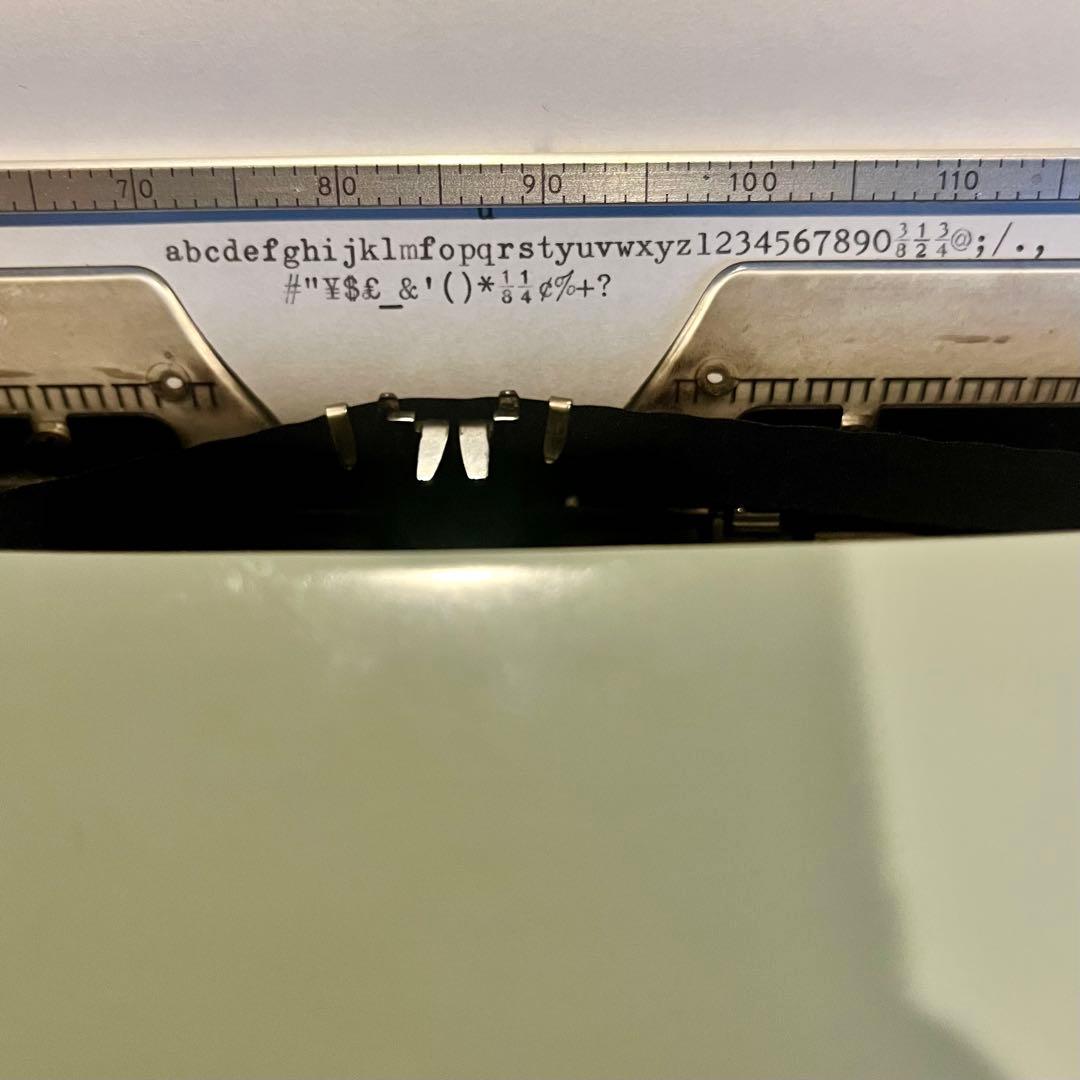 70 80 90 100 110
abcdefghijklmfopqrstyuvwxyz1234567890⅜½¾@;/.,
#"¥$£_&'()*⅛¼¢%+?